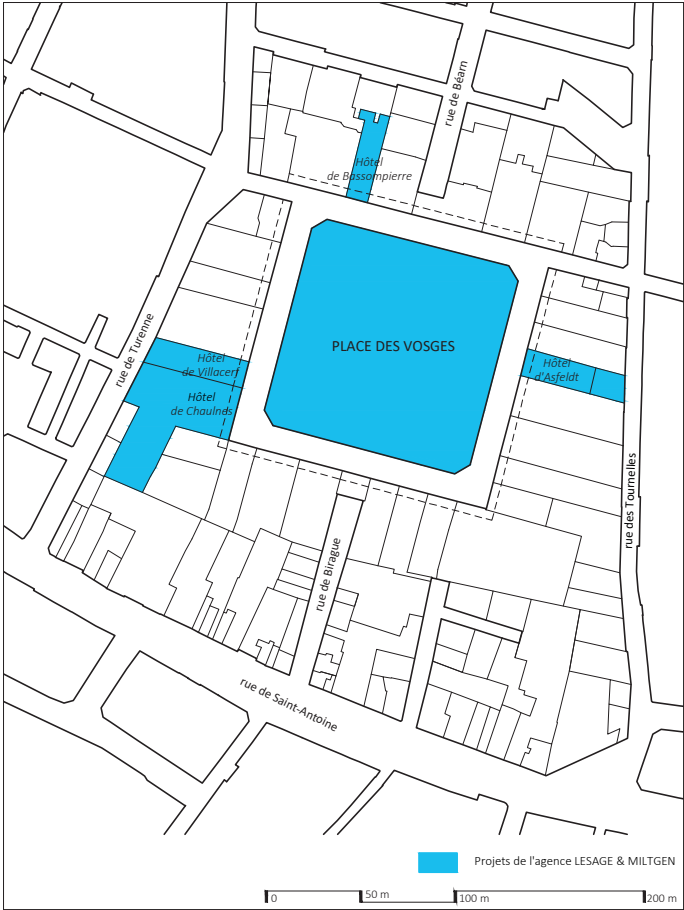 rue de Béarn
Hôtel
de Bassompierre
rue de Turenne
PLACE DES VOSGES
Hôtel
de Villacerf
Hôtel
d'Asfeldt
Hôtel
de Chaulnes
rue des Tournelles
rue de Birague
rue de Saint-Antoine
Projets de l'agence LESAGE & MILTGEN
0 50 m 100 m 200 m